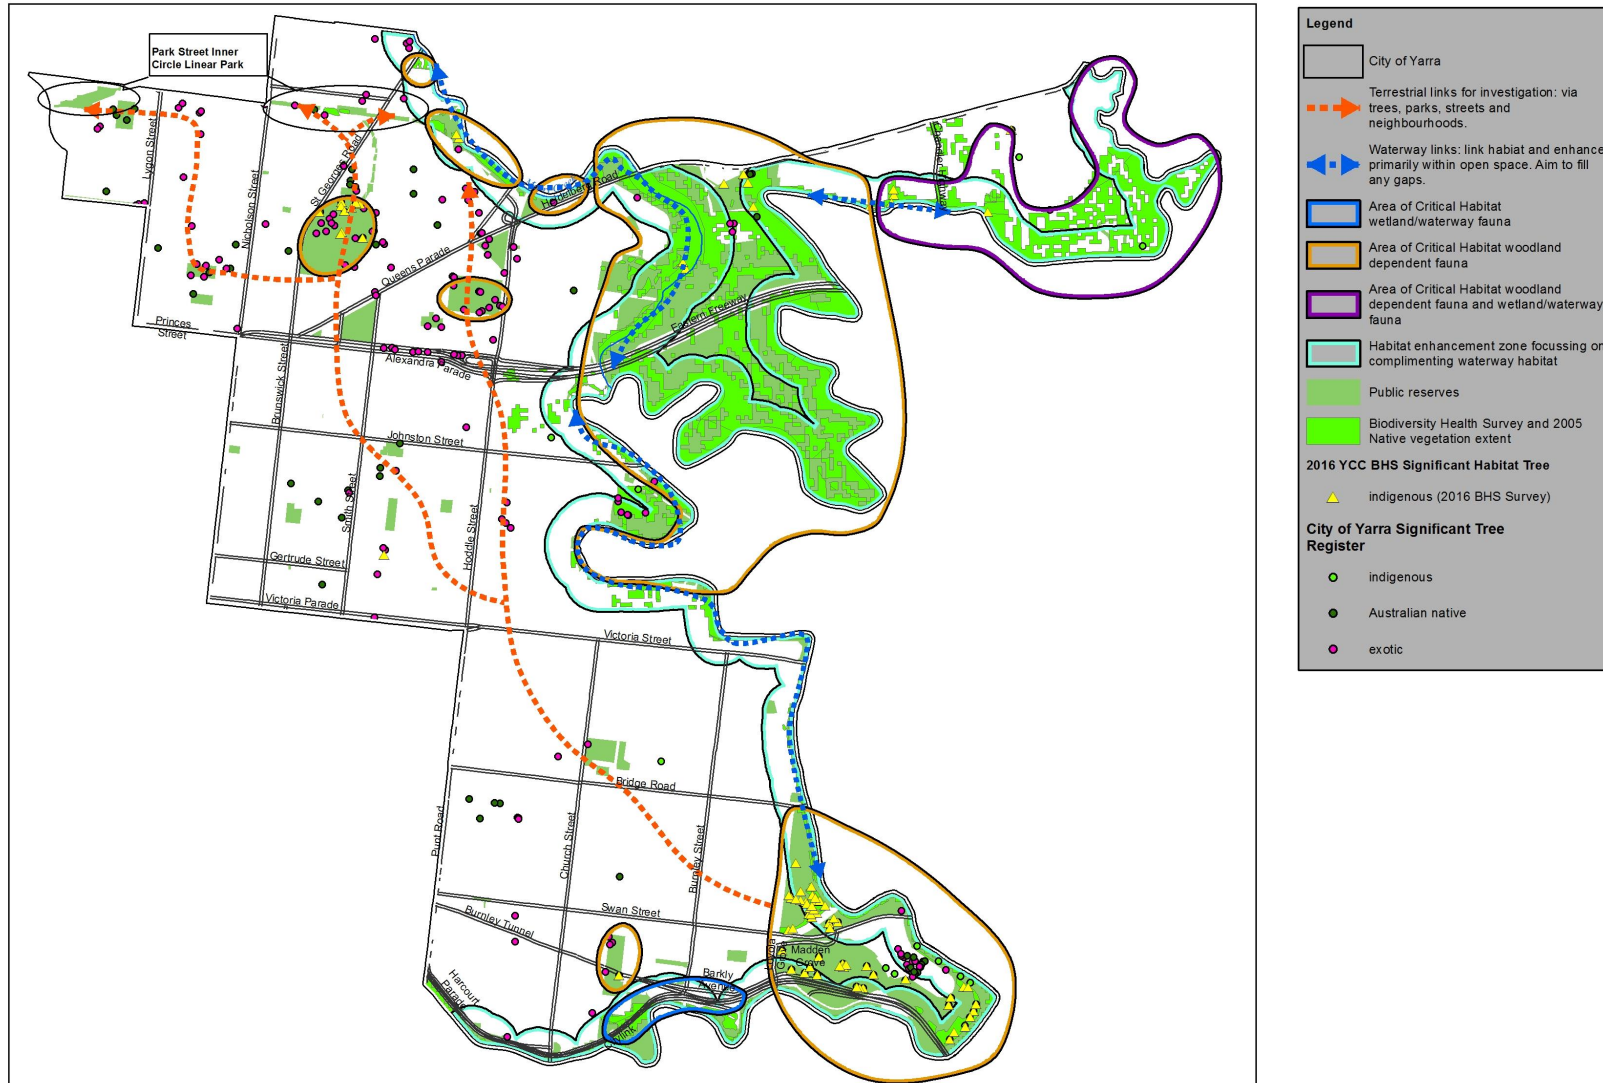 Park Street Inner
Circle Linear Park
Lygon Street
Nicholson Street
St Georges Road
Heidelberg Road
Chandler Highway
Queens Parade
Eastern Freeway
Princes
Street
Alexandra Parade
Brunswick Street
Johnston Street
Smith Street
Hoddle Street
Gertrude Street
Victoria Parade
Victoria Street
Bridge Road
Punt Road
Church Street
Burnley Street
Swan Street
Burnley Tunnel
Madden
Grove
Grove
Barkly
Avenue
Harcourt
Parade
Legend
City of Yarra
Terrestrial links for investigation: via
trees, parks, streets and
neighbourhoods.
Waterway links: link habiat and enhance
primarily within open space. Aim to fill
any gaps.
Area of Critical Habitat
wetland/waterway fauna
Area of Critical Habitat woodland
dependent fauna
Area of Critical Habitat woodland
dependent fauna and wetland/waterway
fauna
Habitat enhancement zone focussing on
complimenting waterway habitat
Public reserves
Biodiversity Health Survey and 2005
Native vegetation extent
2016 YCC BHS Significant Habitat Tree
indigenous (2016 BHS Survey)
City of Yarra Significant Tree
Register
indigenous
Australian native
exotic